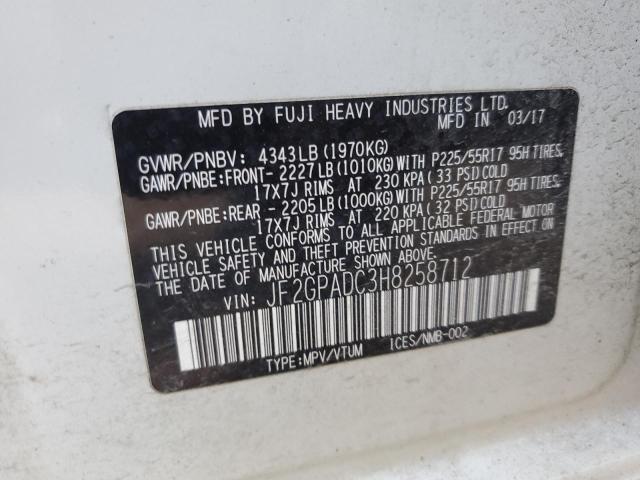 MFD BY FUJI HEAVY INDUSTRIES LTD.
MFD IN 03/17
GVWR/PNBV: 4343LB (1970KG)
GAWR/PNBE:FRONT- 2227LB (1010KG)WITH P225/55R17 95H TIRES.
17X7J RIMS AT 230 KPA ( 33 PSI) COLD
GAWR/PNBE:REAR - 2205LB (1000KG)WITH P225/55R17 95H TIRES.
17X7J RIMS AT 220 KPA ( 32 PSI) COLD
THIS VEHICLE CONFORMS TO ALL APPLICABLE FEDERAL MOTOR
VEHICLE SAFETY AND THEFT PREVENTION STANDARDS IN EFFECT ON THE
DATE OF MANUFACTURE SHOWN ABOVE.
VIN: JF2GPADC3H8258712
TYPE:MPV/VTUM ICES/NMB-002